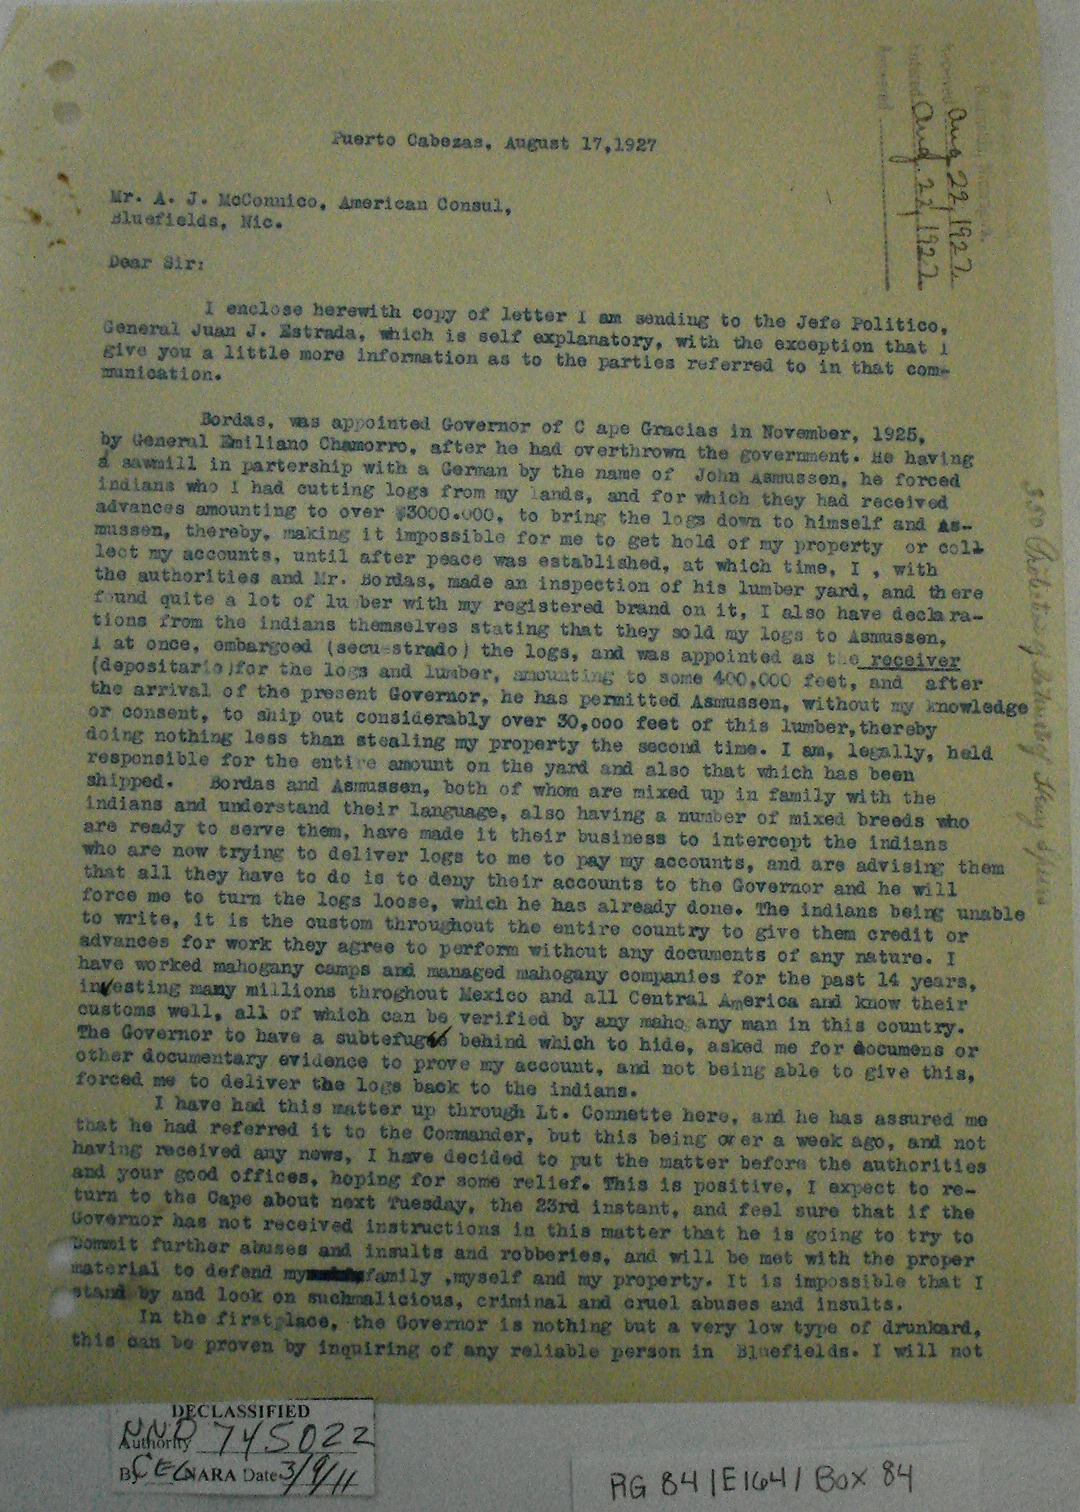 Aug 22, 1927
Aug. 22, 1927
Puerto Cabezas, August 17,1927
Mr. A. J. McConnico, American Consul,
Bluefields, Nic.
Dear Sir:
I enclose herewith copy of letter I am sending to the Jefe Politico,
General Juan J. Estrada, which is self explanatory, with the exception that I
give you a little more information as to the parties referred to in that com-
munication.
Bordas, was appointed Governor of C ape Gracias in November, 1925,
by General Emiliano Chamorro, after he had overthrown the government. He having
a sawmill in partership with a German by the name of John Asmussen, he forced
indians who I had cutting logs from my lands, and for which they had received
advances amounting to over $3000.000, to bring the logs down to himself and As-
mussen, thereby, making it impossible for me to get hold of my property or coll
lect my accounts, until after peace was established, at which time, I , with
the authorities and Mr. Bordas, made an inspection of his lumber yard, and there
found quite a lot of lu ber with my registered brand on it, I also have declara-
tions from the indians themselves stating that they sold my logs to Asmussen,
I at once, embargoed (secuestrado) the logs, and was appointed as the receiver
(depositario)for the logs and lumber, amounting to some 400,000 feet, and after
the arrival of the present Governor, he has permitted Asmussen, without my knowledge
or consent, to ship out considerably over 30,000 feet of this lumber,thereby
doing nothing less than stealing my property the second time. I am, legally, held
responsible for the entire amount on the yard and also that which has been
shipped. Bordas and Asmussen, both of whom are mixed up in family with the
indians and understand their language, also having a number of mixed breeds who
are ready to serve them, have made it their business to intercept the indians
who are now trying to deliver logs to me to pay my accounts, and are advising them
that all they have to do is to deny their accounts to the Governor and he will
force me to turn the logs loose, which he has already done. The indians being unable
to write, it is the custom throughout the entire country to give them credit or
advances for work they agree to perform without any documents of any nature. I
have worked mahogany camps and managed mahogany companies for the past 14 years,
investing many millions throghout Mexico and all Central America and know their
customs well, all of which can be verified by any maho any man in this country.
The Governor to have a subtefuge behind which to hide, asked me for documens or
other documentary evidence to prove my account, and not being able to give this,
forced me to deliver the logs back to the indians.
I have had this matter up through Lt. Connette here, and he has assured me
that he had referred it to the Commander, but this being over a week ago, and not
having received any news, I have decided to put the matter before the authorities
and your good offices, hoping for some relief. This is positive, I expect to re-
turn to the Cape about next Tuesday, the 23rd instant, and feel sure that if the
Governor has not received instructions in this matter that he is going to try to
commit further abuses and insults and robberies, and will be met with the proper
material to defend my family ,myself and my property. It is impossible that I
stand by and look on suchmalicious, criminal and cruel abuses and insults.
In the first place, the Governor is nothing but a very low type of drunkard,
this can be proven by inquiring of any reliable person in Bluefields. I will not
DECLASSIFIED
Authority NND 745022
By CEG NARA Date 3/9/11
RG 84/E1641 Box 84